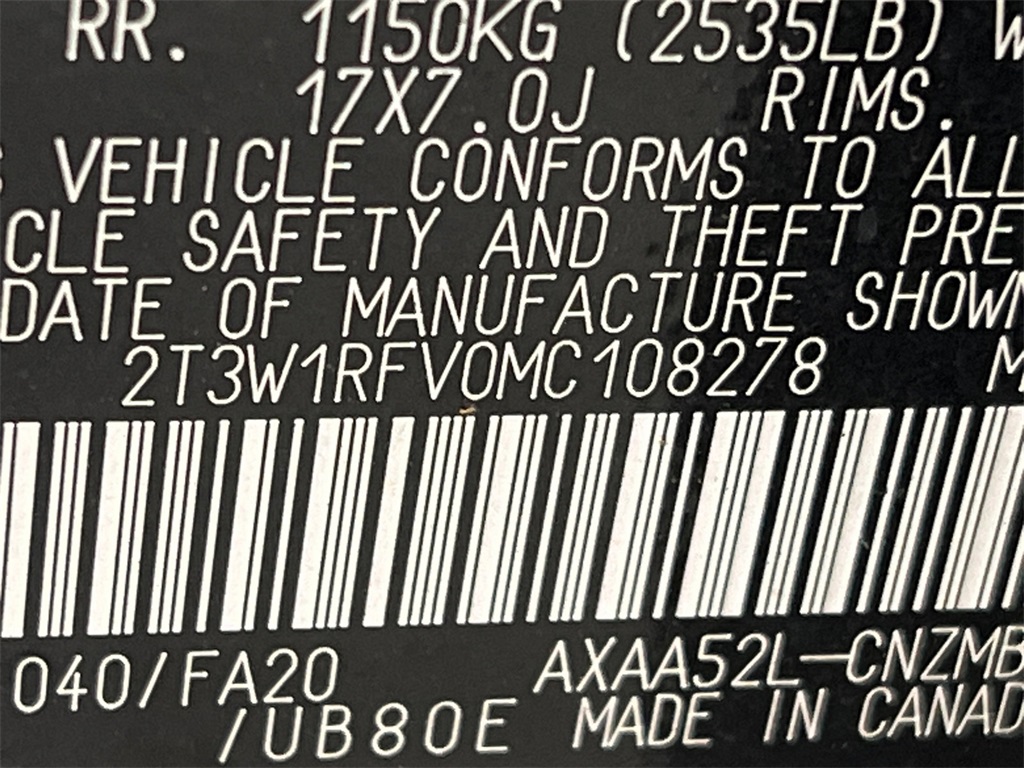 RR. 1150KG (2535LB) W
17X7.0J RIMS.
S VEHICLE CONFORMS TO ALL
CLE SAFETY AND THEFT PRE
DATE OF MANUFACTURE SHOWN
2T3W1RFV0MC108278 M
040/FA20 AXAA52L-CNZMB
/UB80E MADE IN CANAD